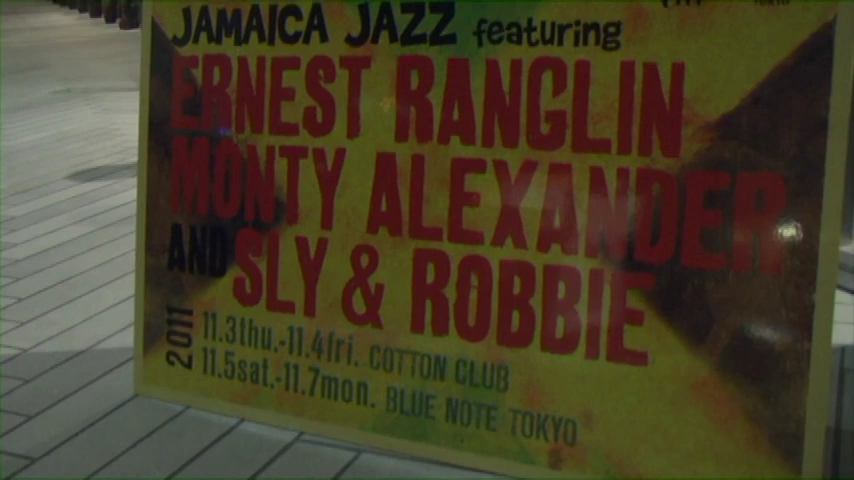 JAMAICA JAZZ featuring
ERNEST RANGLIN
MONTY ALEXANDER
AND SLY & ROBBIE
2011
11.3thu.-11.4fri. COTTON CLUB
11.5sat.-11.7mon. BLUE NOTE TOKYO